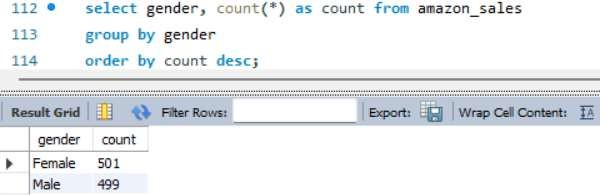 112 select gender, count(*) as count from amazon_sales
113 group by gender
114 order by count desc;
Result Grid Filter Rows: Export: Wrap Cell Content: IA
gender count
Female 501
Male 499